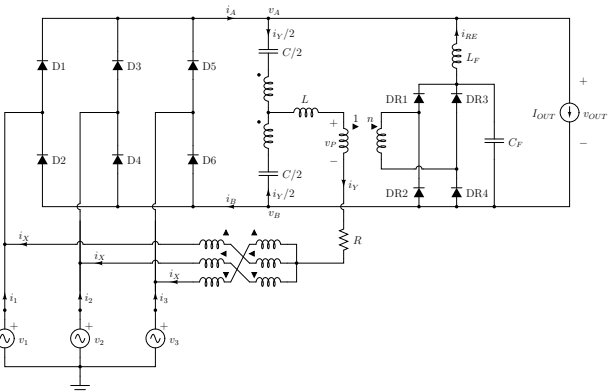 i_A
v_A
i_Y/2
C/2
D1
D3
D5
L
1
n
+
v_P
−
DR1
DR3
i_RE
L_F
C_F
I_OUT
+
v_OUT
−
D2
D4
D6
C/2
i_Y/2
i_Y
DR2
DR4
i_B
v_B
R
i_X
i_X
i_X
i_1
i_2
i_3
+
v_1
+
v_2
+
v_3